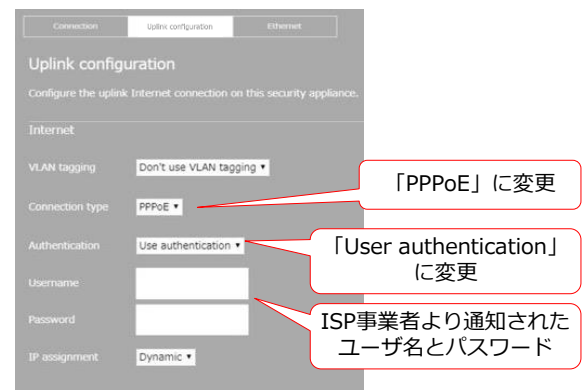 Connection Uplink configuration Ethernet
Uplink configuration
Configure the uplink Internet connection on this security appliance.
Internet
VLAN tagging Don't use VLAN tagging
「PPPoE」に変更
Connection type PPPoE
Authentication Use authentication
「User authentication」
に変更
Username
ISP事業者より通知された
ユーザ名とパスワード
Password
IP assignment Dynamic